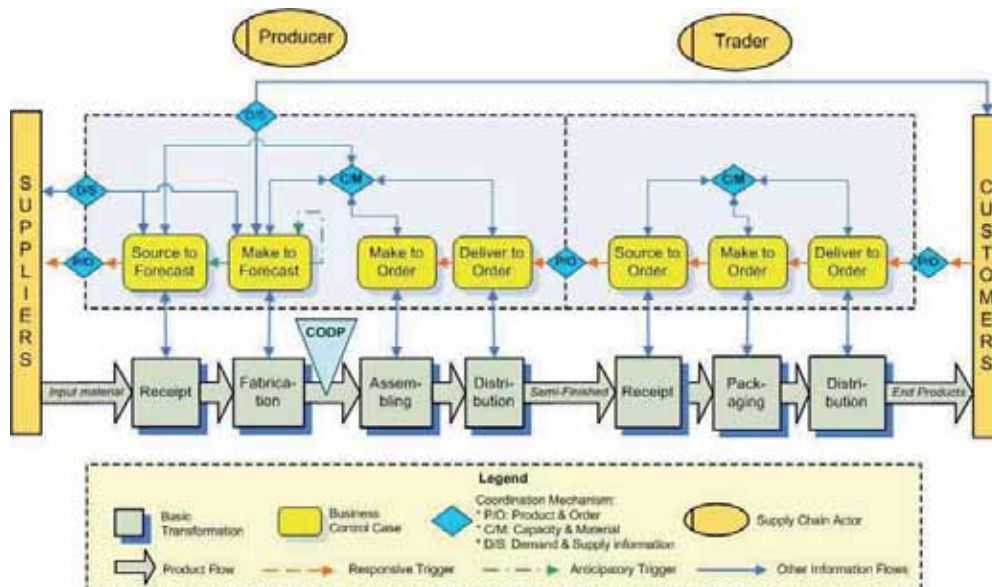 Producer
Trader
D/S
SUPPLIERS
D/S
C/M
C/M
CUSTOMERS
P/O
Source to
Forecast
Make to
Forecast
Make to
Order
Deliver to
Order
P/O
Source to
Order
Make to
Order
Deliver to
Order
P/O
CODP
Input material
Receipt
Fabrica-
tion
Assem-
bling
Distri-
bution
Semi-Finished
Receipt
Pack-
aging
Distri-
bution
End Products
Legend
Basic
Transformation
Business
Control Case
Coordination Mechanism:
* P/O: Product & Order
* C/M: Capacity & Material
* D/S: Demand & Supply information
Supply Chain Actor
Product Flow
Responsive Trigger
Anticipatory Trigger
Other Information Flows